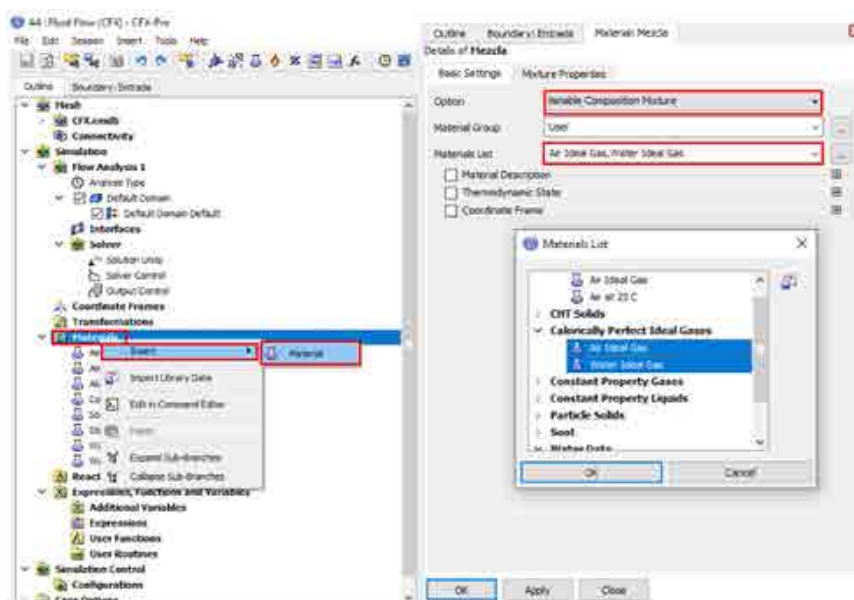 A4 : Fluid Flow (CFX) - CFX-Pre
File Edit Session Insert Tools Help
Outline Boundary: Entrada
Mesh
CFX.cmdb
Connectivity
Simulation
Flow Analysis 1
Analysis Type
Default Domain
Default Domain Default
Interfaces
Solver
Solution Units
Solver Control
Output Control
Coordinate Frames
Transformations
Materials
Insert
Material
Import Library Data
Edit in Command Editor
Expand Sub-Branches
React
Collapse Sub-Branches
Expressions, Functions and Variables
Additional Variables
Expressions
User Functions
User Routines
Simulation Control
Configurations
Case Options
Outline Boundary: Entrada Material: Mezcla
Details of Mezcla
Basic Settings Mixture Properties
Option Variable Composition Mixture
Material Group User
Materials List Air Ideal Gas, Water Ideal Gas
Material Description
Thermodynamic State
Coordinate Frame
Materials List
Air Ideal Gas
Air at 25 C
CHT Solids
Calorically Perfect Ideal Gases
Air Ideal Gas
Water Ideal Gas
Constant Property Gases
Constant Property Liquids
Particle Solids
Soot
Water Data
OK Cancel
OK Apply Close